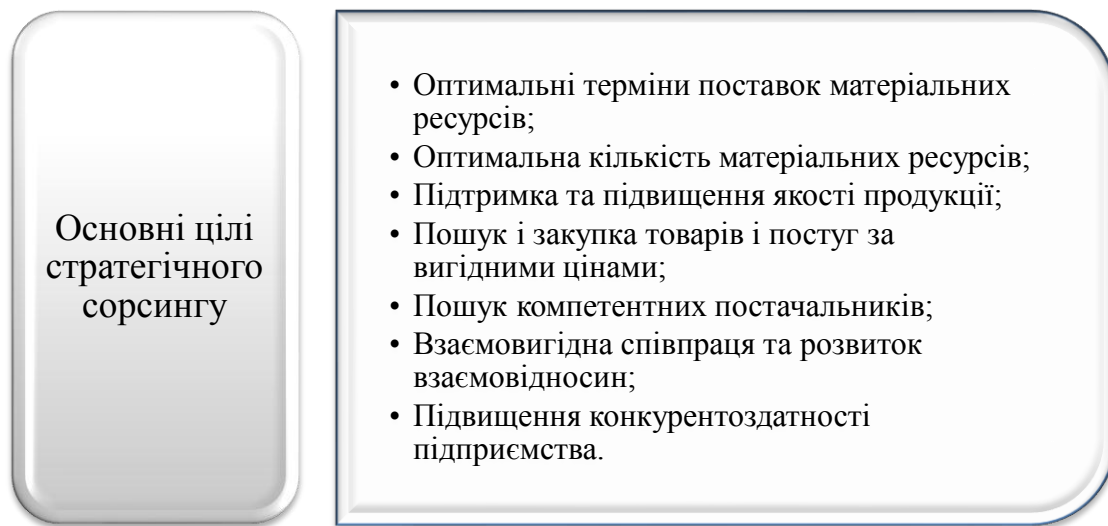 Основні цілі
стратегічного
сорсингу
• Оптимальні терміни поставок матеріальних
ресурсів;
• Оптимальна кількість матеріальних ресурсів;
• Підтримка та підвищення якості продукції;
• Пошук і закупка товарів і постуг за
вигідними цінами;
• Пошук компетентних постачальників;
• Взаємовигідна співпраця та розвиток
взаємовідносин;
• Підвищення конкурентоздатності
підприємства.